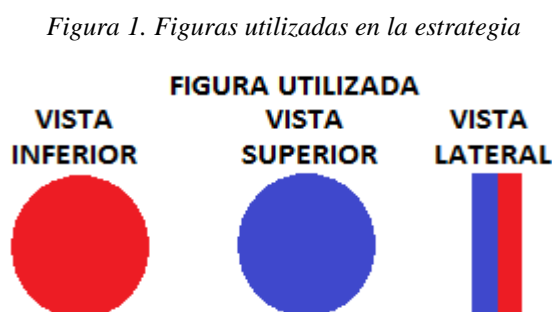 Figura 1. Figuras utilizadas en la estrategia
FIGURA UTILIZADA
VISTA INFERIOR
VISTA SUPERIOR
VISTA LATERAL